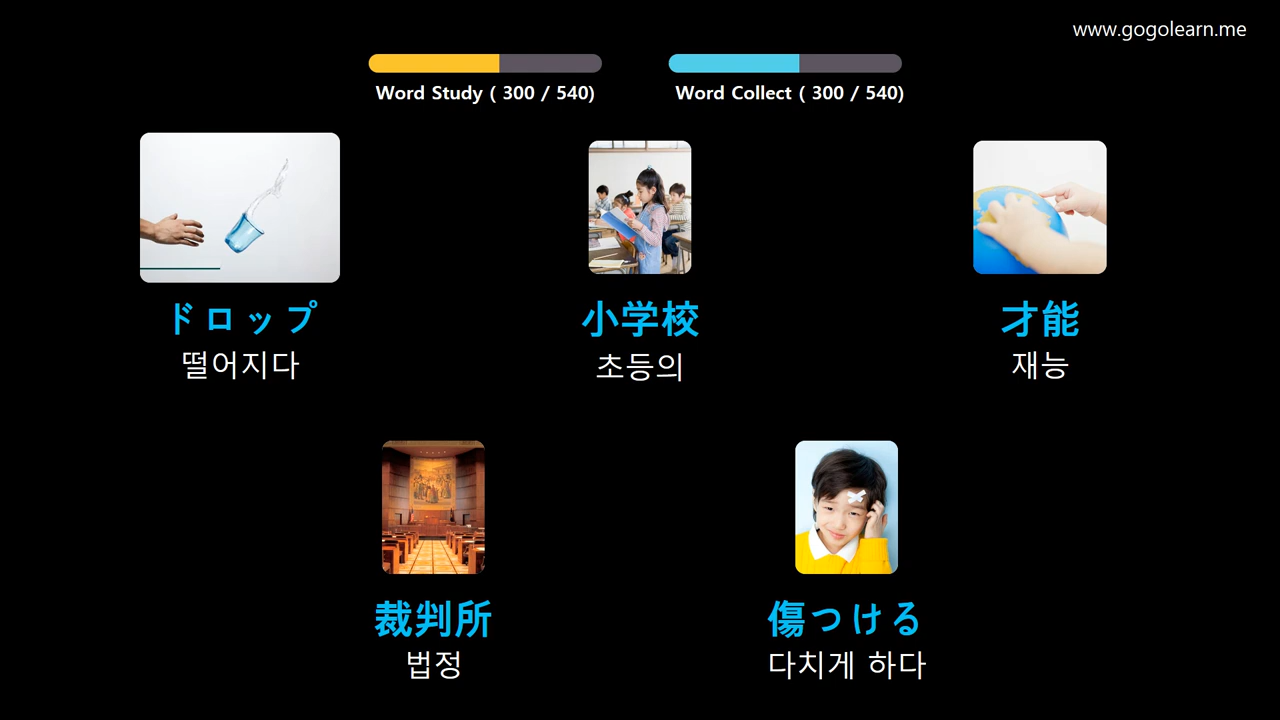 www.gogolearn.me
Word Study ( 300 / 540)
Word Collect ( 300 / 540)
ドロップ
떨어지다
小学校
초등의
才能
재능
裁判所
법정
傷つける
다치게 하다